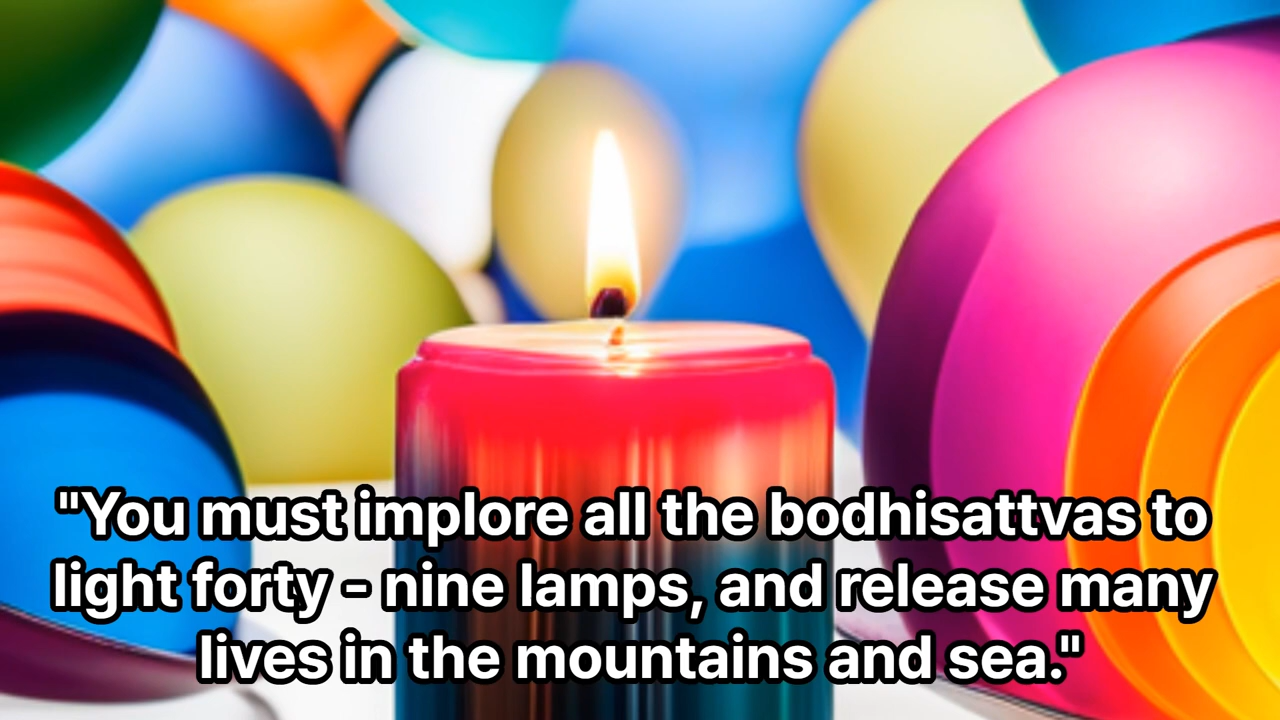 "You must implore all the bodhisattvas to
light forty - nine lamps, and release many
lives in the mountains and sea."